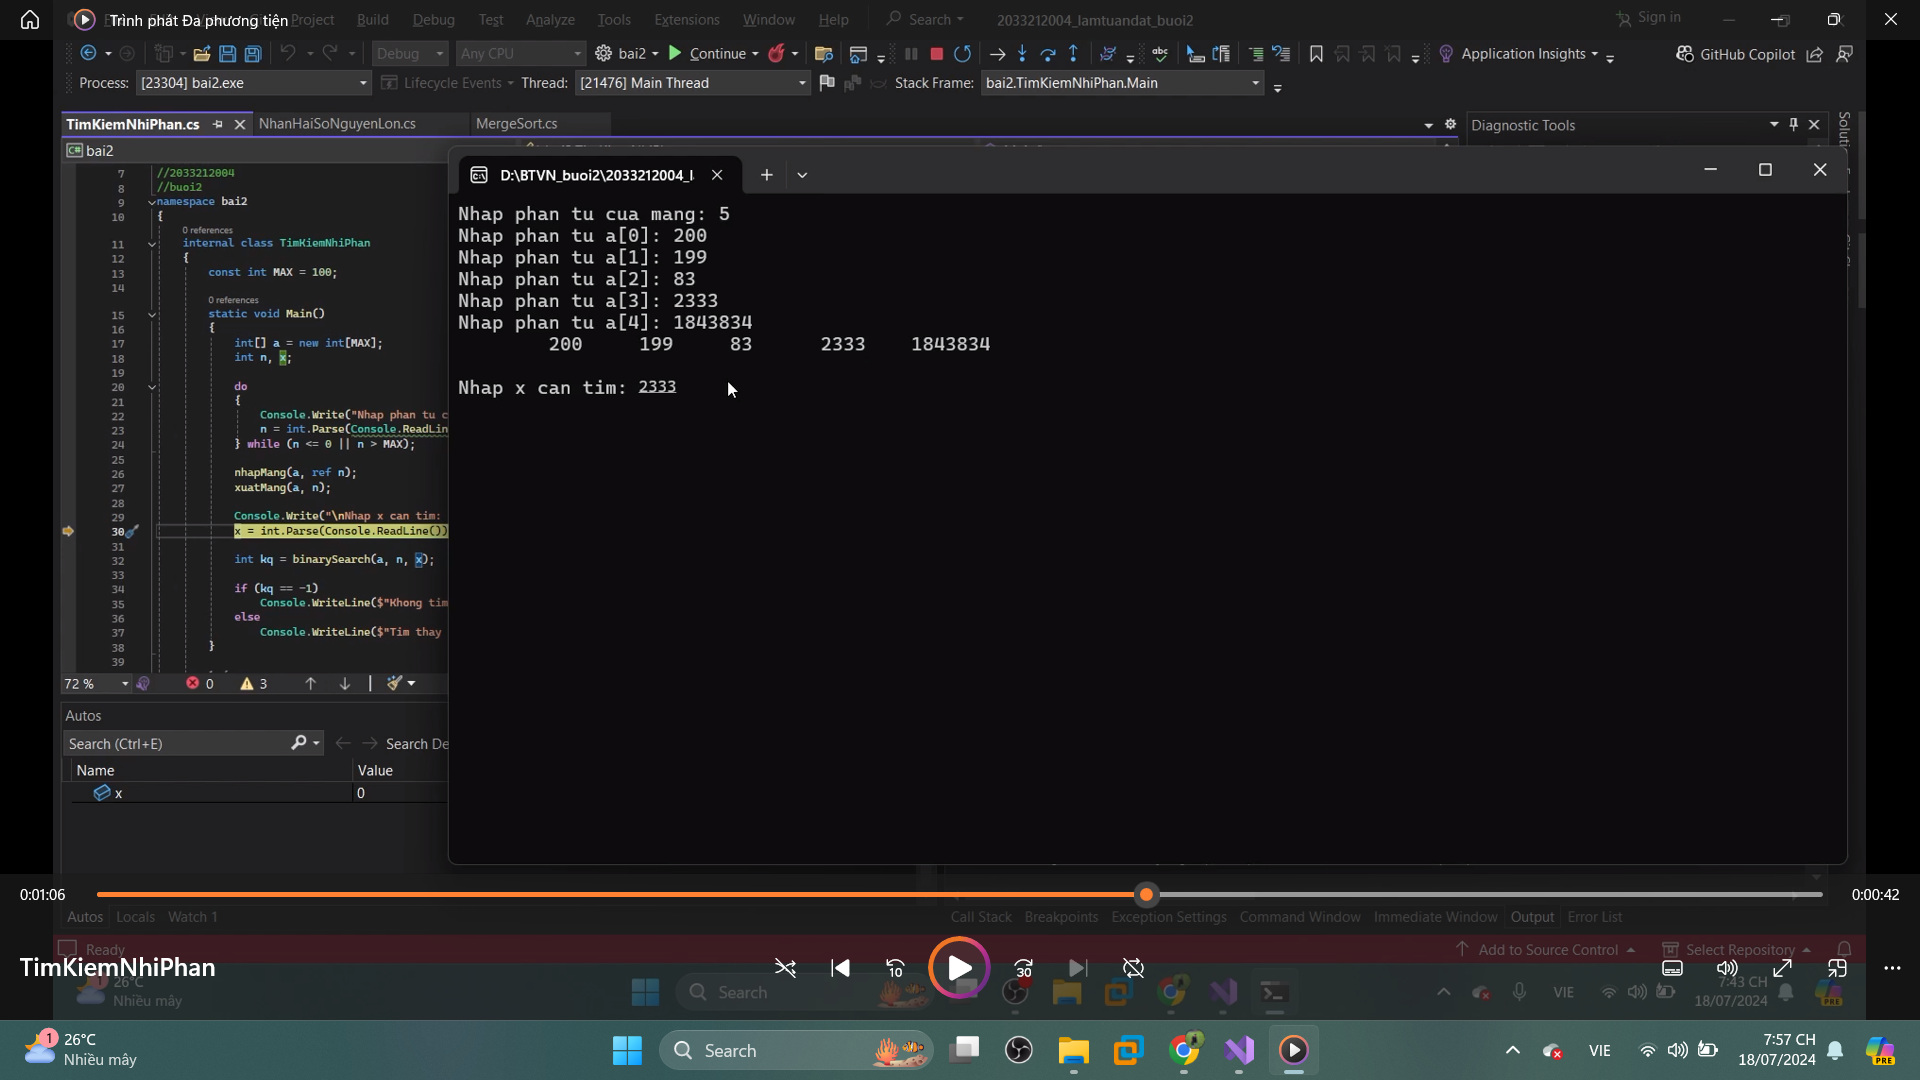 Trình phát Đa phương tiện
Project Build Debug Test Analyze Tools Extensions Window Help Search 2033212004_lamtuandat_buoi2 Sign in
Debug Any CPU bai2 Continue Application Insights GitHub Copilot
Process: [23304] bai2.exe Lifecycle Events Thread: [21476] Main Thread Stack Frame: bai2.TimKiemNhiPhan.Main
TimKiemNhiPhan.cs NhanHaiSoNguyenLon.cs MergeSort.cs Diagnostic Tools
bai2
7 //2033212004
8 //buoi2
9 namespace bai2
10 {
0 references
11 internal class TimKiemNhiPhan
12 {
13 const int MAX = 100;
14
0 references
15 static void Main()
16 {
17 int[] a = new int[MAX];
18 int n, x;
19
20 do
21 {
22 Console.Write("Nhap phan tu c
23 n = int.Parse(Console.ReadLin
24 } while (n <= 0 || n > MAX);
25
26 nhapMang(a, ref n);
27 xuatMang(a, n);
28
29 Console.Write("\nNhap x can tim:
30 x = int.Parse(Console.ReadLine())
31
32 int kq = binarySearch(a, n, x);
33
34 if (kq == -1)
35 Console.WriteLine($"Khong tim
36 else
37 Console.WriteLine($"Tim thay
38 }
39
72 % 0 3
D:\BTVN_buoi2\2033212004_l
Nhap phan tu cua mang: 5
Nhap phan tu a[0]: 200
Nhap phan tu a[1]: 199
Nhap phan tu a[2]: 83
Nhap phan tu a[3]: 2333
Nhap phan tu a[4]: 1843834
200 199 83 2333 1843834
Nhap x can tim: 2333
Autos
Search (Ctrl+E) Search De
Name Value
x 0
0:01:06 0:00:42
Autos Locals Watch 1 Call Stack Breakpoints Exception Settings Command Window Immediate Window Output Error List
Ready Add to Source Control Select Repository
TimKiemNhiPhan
10 30
26°C
Nhiều mây
Search
VIE
7:43 CH
18/07/2024
PRE
1
26°C
Nhiều mây
Search
VIE
7:57 CH
18/07/2024
PRE